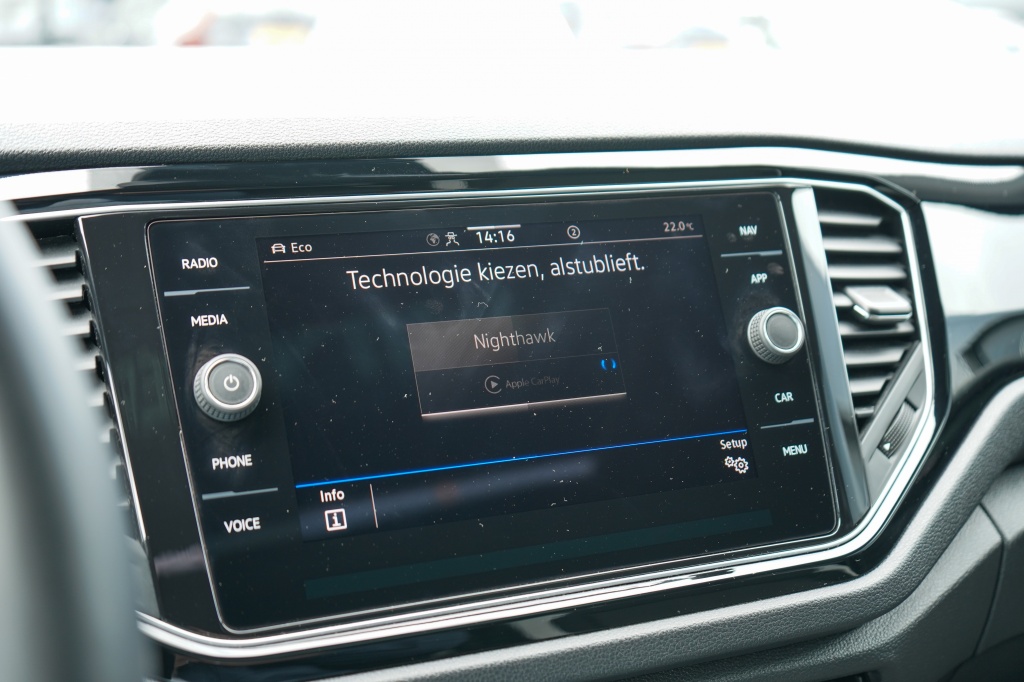 RADIO
MEDIA
PHONE
VOICE
Eco
14:16
2
22.0°C
Technologie kiezen, alstublieft.
Nighthawk
Apple CarPlay
Setup
Info
NAV
APP
CAR
MENU